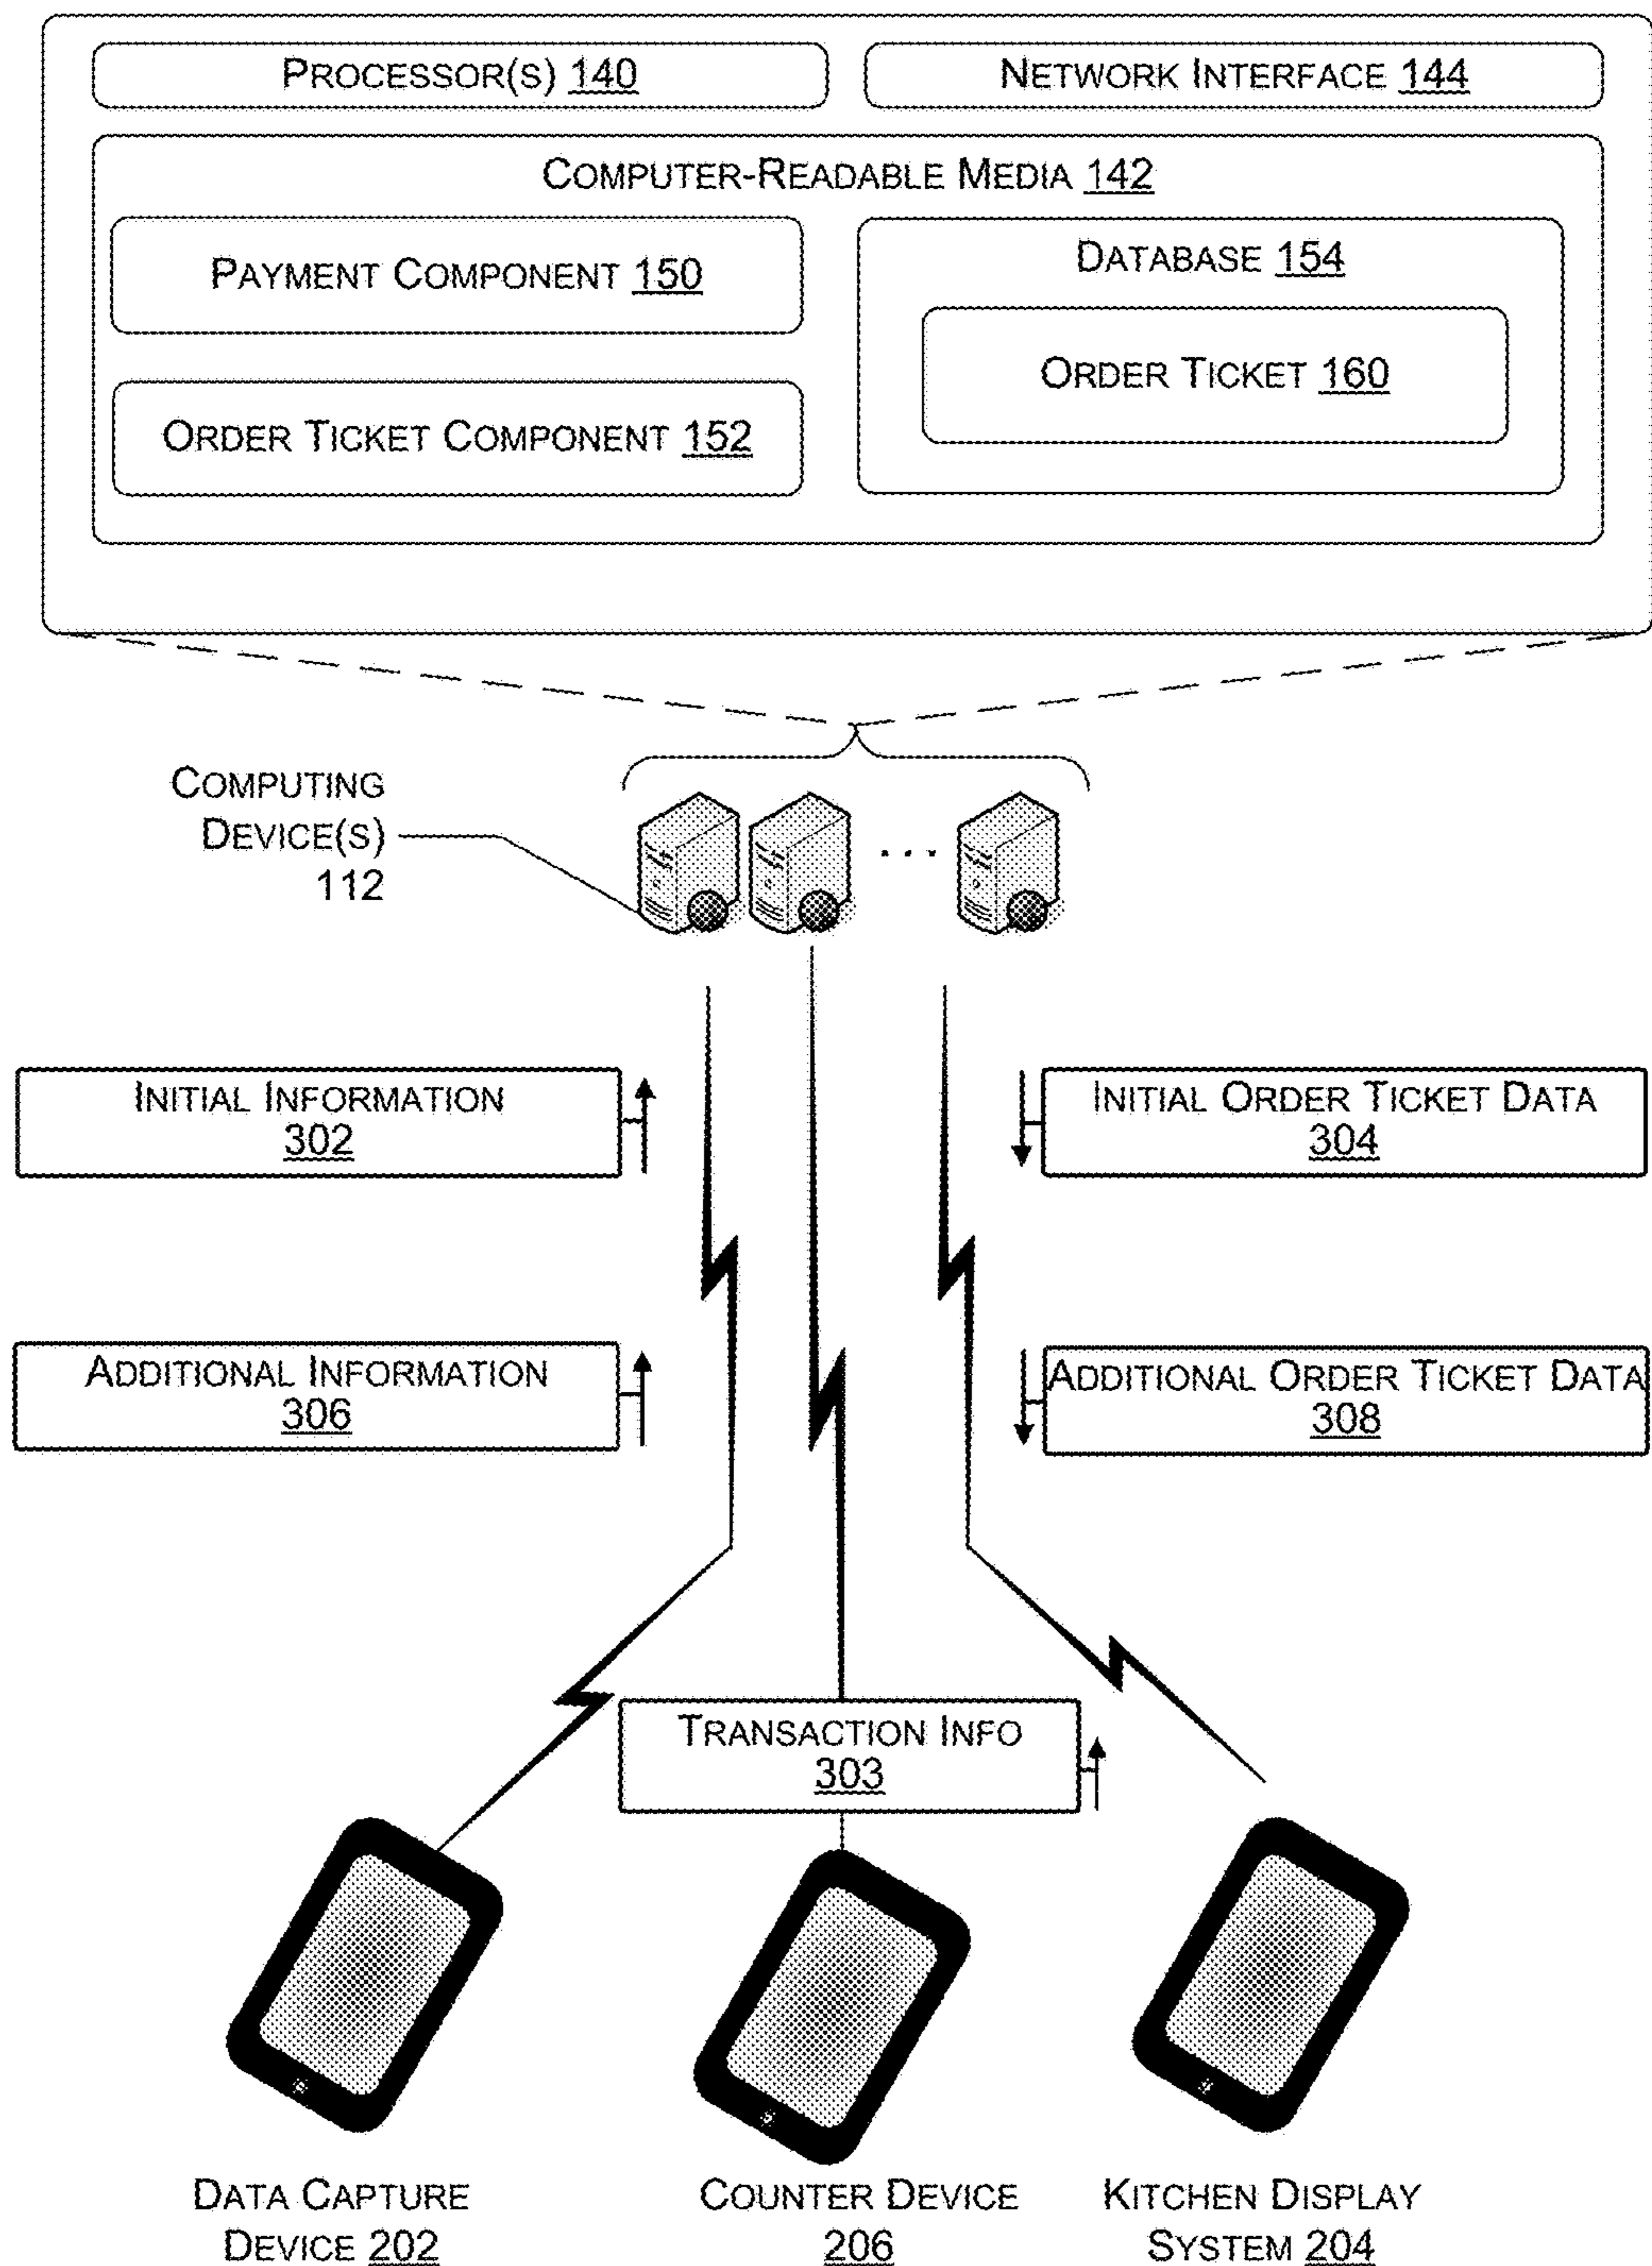 PROCESSOR(S) 140
NETWORK INTERFACE 144
COMPUTER-READABLE MEDIA 142
PAYMENT COMPONENT 150
DATABASE 154
ORDER TICKET 160
ORDER TICKET COMPONENT 152
COMPUTING
DEVICE(S)
112
...
INITIAL INFORMATION
302
INITIAL ORDER TICKET DATA
304
ADDITIONAL INFORMATION
306
ADDITIONAL ORDER TICKET DATA
308
TRANSACTION INFO
303
DATA CAPTURE
DEVICE 202
COUNTER DEVICE
206
KITCHEN DISPLAY
SYSTEM 204